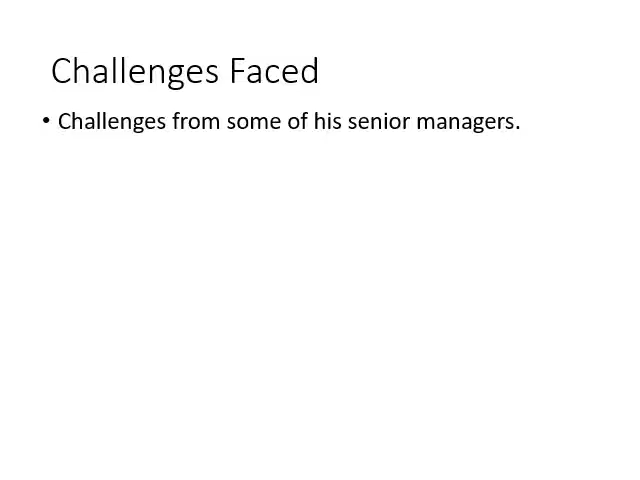 Challenges Faced
• Challenges from some of his senior managers.